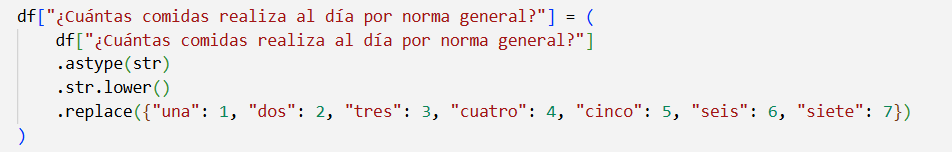 df["¿Cuántas comidas realiza al día por norma general?"] = (
    df["¿Cuántas comidas realiza al día por norma general?"]
    .astype(str)
    .str.lower()
    .replace({"una": 1, "dos": 2, "tres": 3, "cuatro": 4, "cinco": 5, "seis": 6, "siete": 7})
)